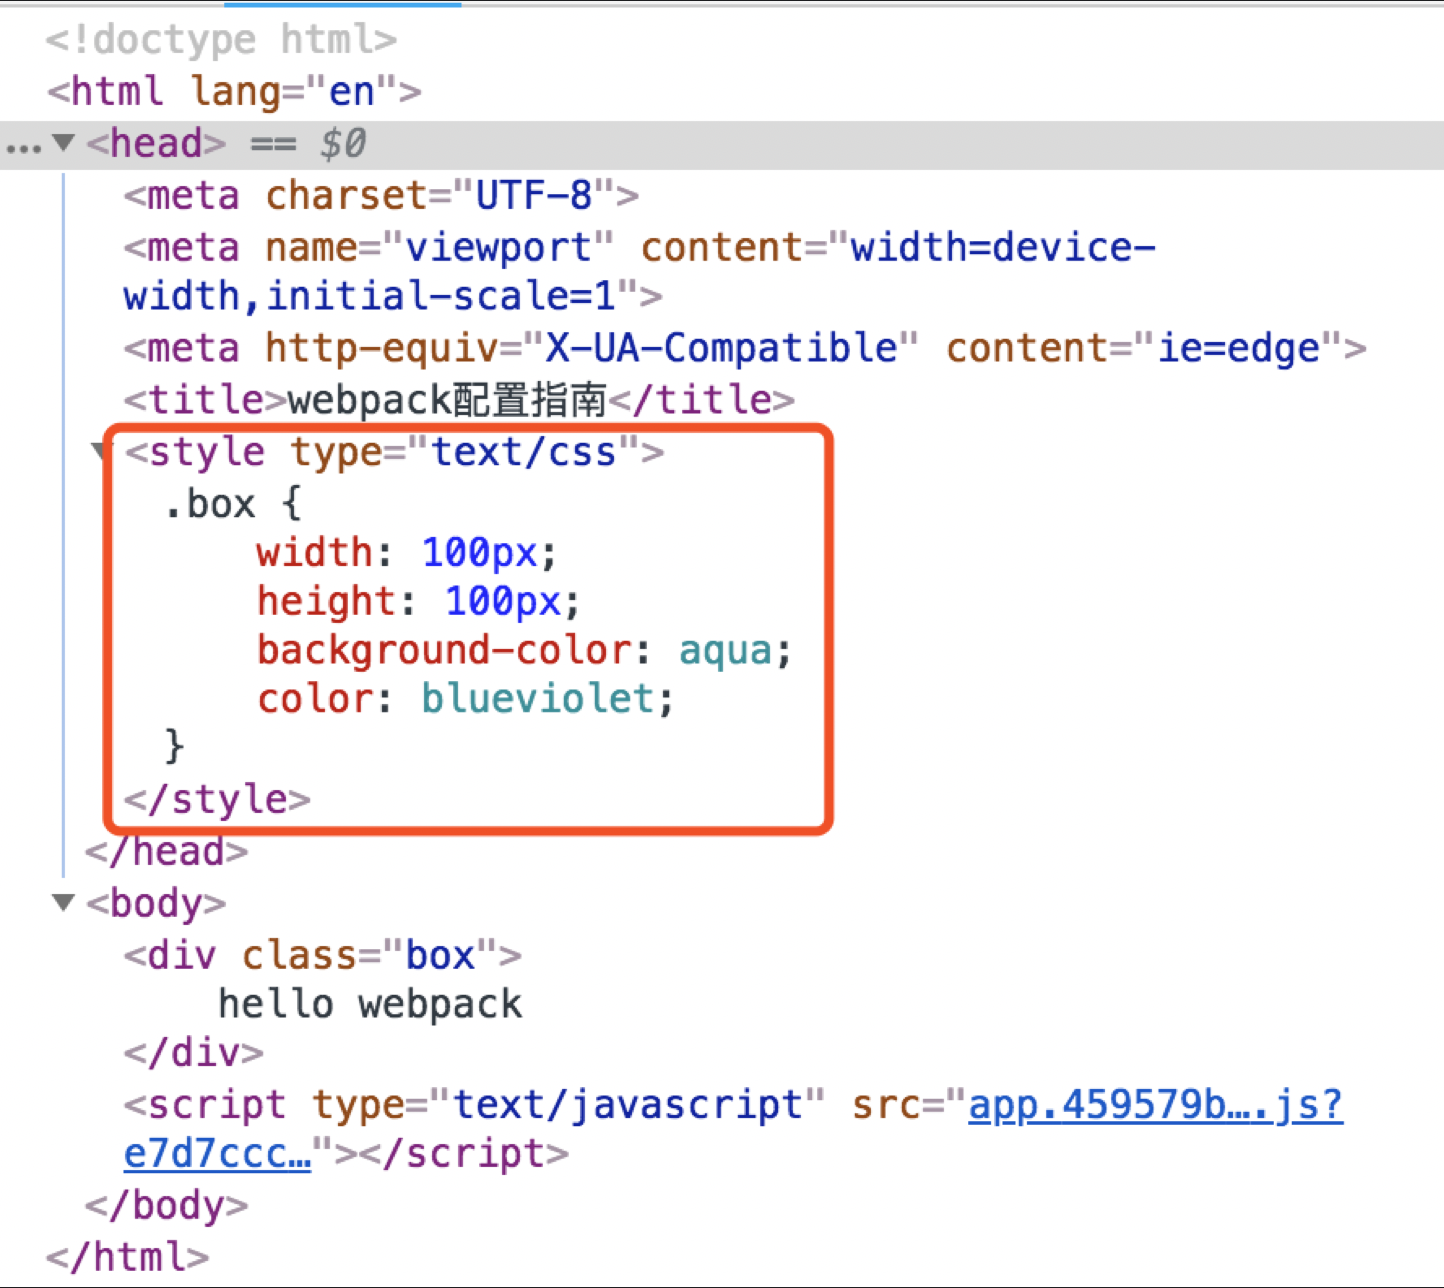 <!doctype html>
<html lang="en">
... ▼ <head> == $0
<meta charset="UTF-8">
<meta name="viewport" content="width=device-
width,initial-scale=1">
<meta http-equiv="X-UA-Compatible" content="ie=edge">
<title>webpack配置指南</title>
▼ <style type="text/css">
.box {
width: 100px;
height: 100px;
background-color: aqua;
color: blueviolet;
}
</style>
</head>
▼ <body>
<div class="box">
hello webpack
</div>
<script type="text/javascript" src="app.459579b….js?
e7d7ccc…"></script>
</body>
</html>